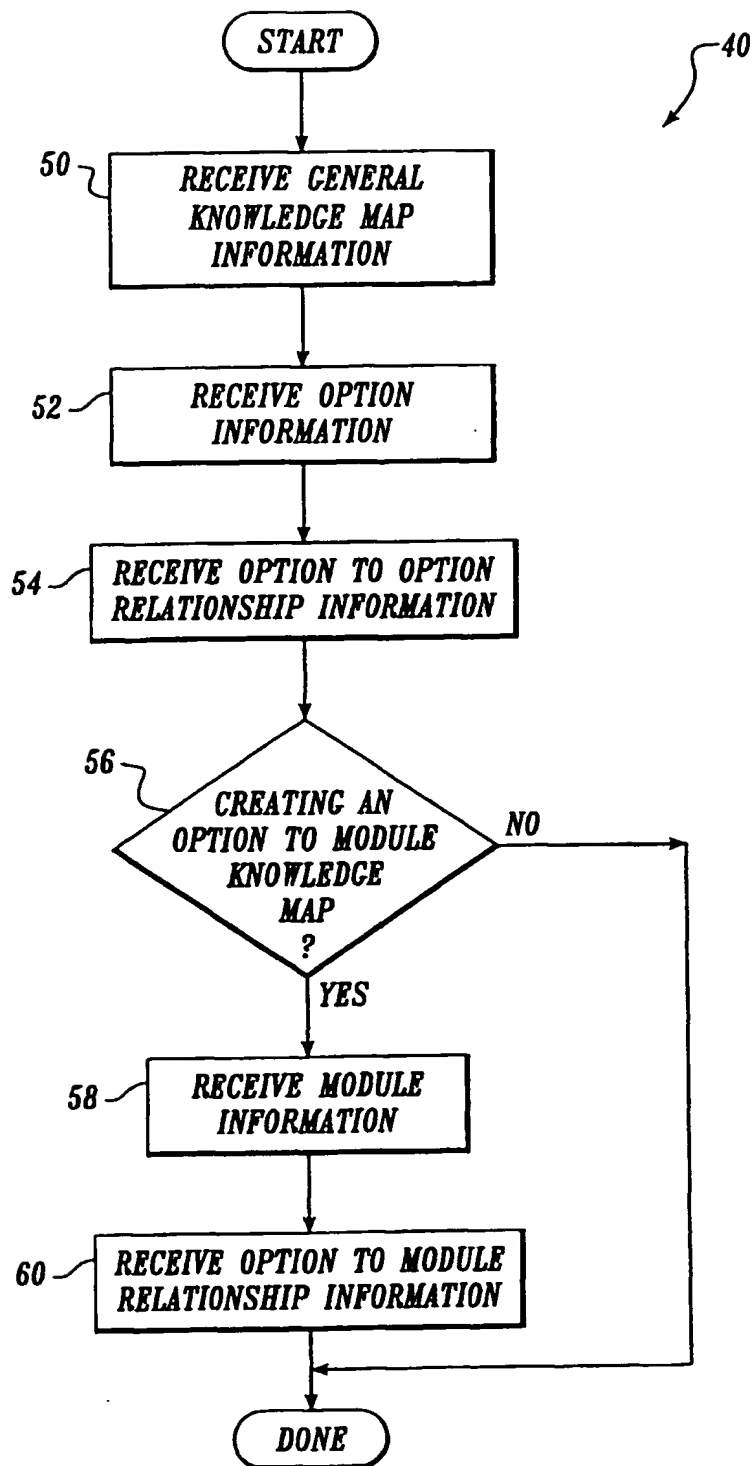 START
40
50
RECEIVE GENERAL
KNOWLEDGE MAP
INFORMATION
52
RECEIVE OPTION
INFORMATION
54
RECEIVE OPTION TO OPTION
RELATIONSHIP INFORMATION
56
CREATING AN
OPTION TO MODULE
KNOWLEDGE
MAP
?
NO
YES
58
RECEIVE MODULE
INFORMATION
60
RECEIVE OPTION TO MODULE
RELATIONSHIP INFORMATION
DONE